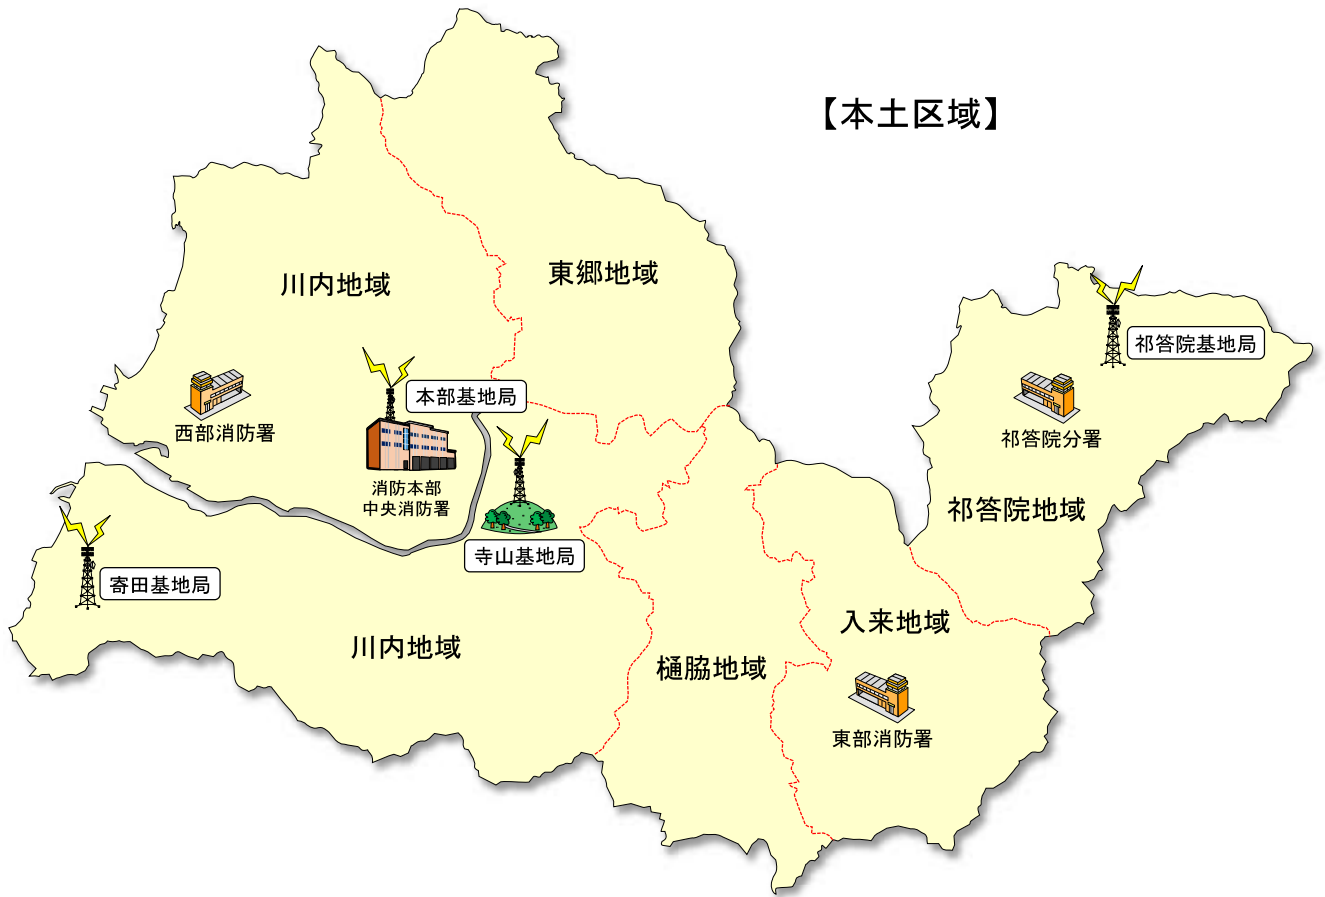 【本土区域】
東郷地域
川内地域
祁答院基地局
本部基地局
西部消防署
祁答院分署
消防本部
中央消防署
祁答院地域
寺山基地局
寄田基地局
入来地域
川内地域
樋脇地域
東部消防署